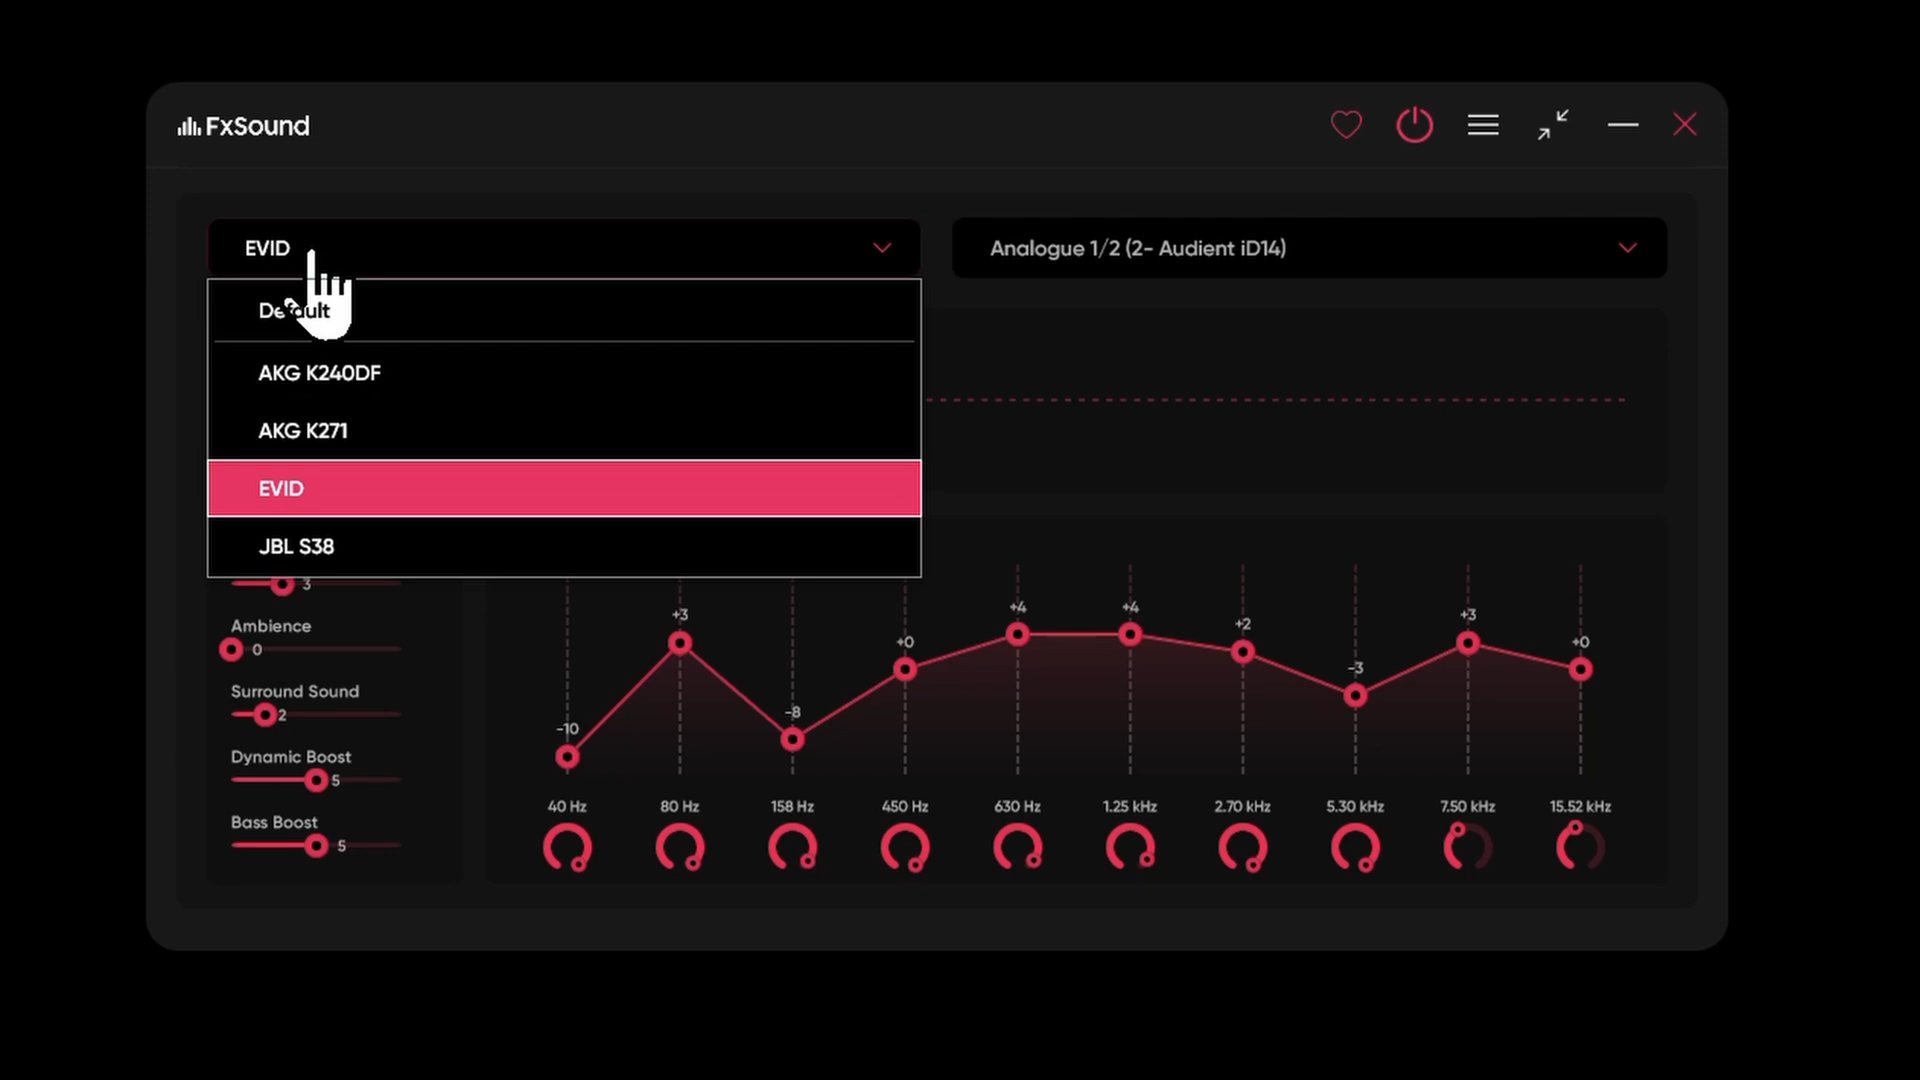 FxSound
EVID
Analogue 1/2 (2- Audient iD14)
Default
AKG K240DF
AKG K271
EVID
JBL S38
3
Ambience
0
Surround Sound
2
Dynamic Boost
5
Bass Boost
5
-10
+3
-8
+0
+4
+4
+2
-3
+3
+0
40 Hz
80 Hz
158 Hz
450 Hz
630 Hz
1.25 kHz
2.70 kHz
5.30 kHz
7.50 kHz
15.52 kHz